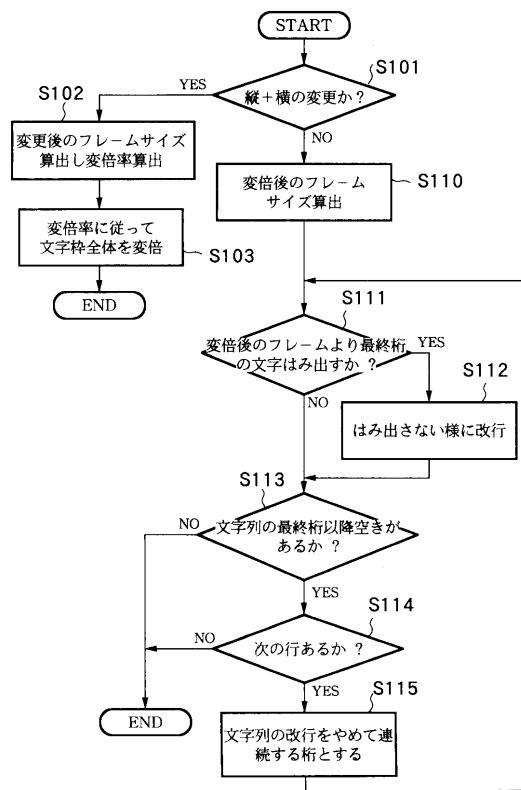 START
S101
縦＋横の変更か？
YES
NO
S102
変更後のフレームサイズ
算出し変倍率算出
S110
変倍後のフレーム
サイズ算出
変倍率に従って
文字枠全体を変倍
S103
END
S111
変倍後のフレームより最終桁
の文字はみ出すか ？
YES
NO
S112
はみ出さない様に改行
S113
文字列の最終桁以降空きが
あるか ？
NO
YES
S114
次の行あるか ？
NO
YES
END
S115
文字列の改行をやめて連
続する桁とする